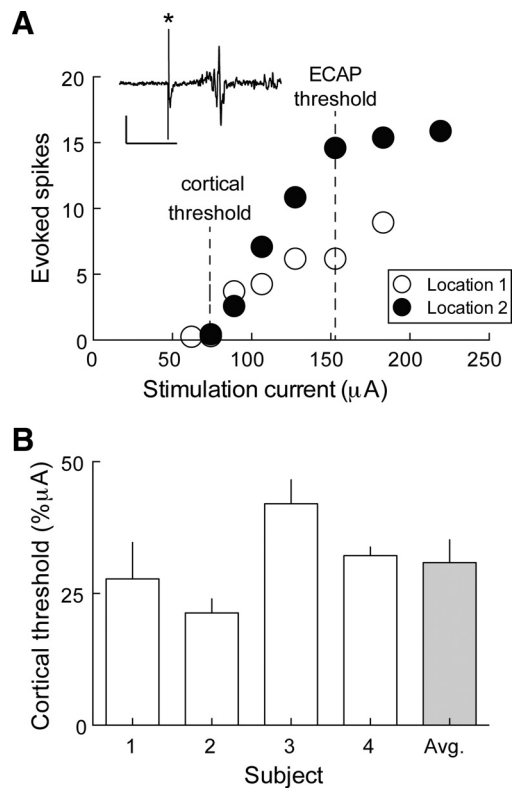 A
*
20
15
10
5
0
Evoked spikes
ECAP
threshold
cortical
threshold
Location 1
Location 2
0 50 100 150 200 250
Stimulation current (μA)
B
50
25
0
Cortical threshold (%μA)
1 2 3 4 Avg.
Subject